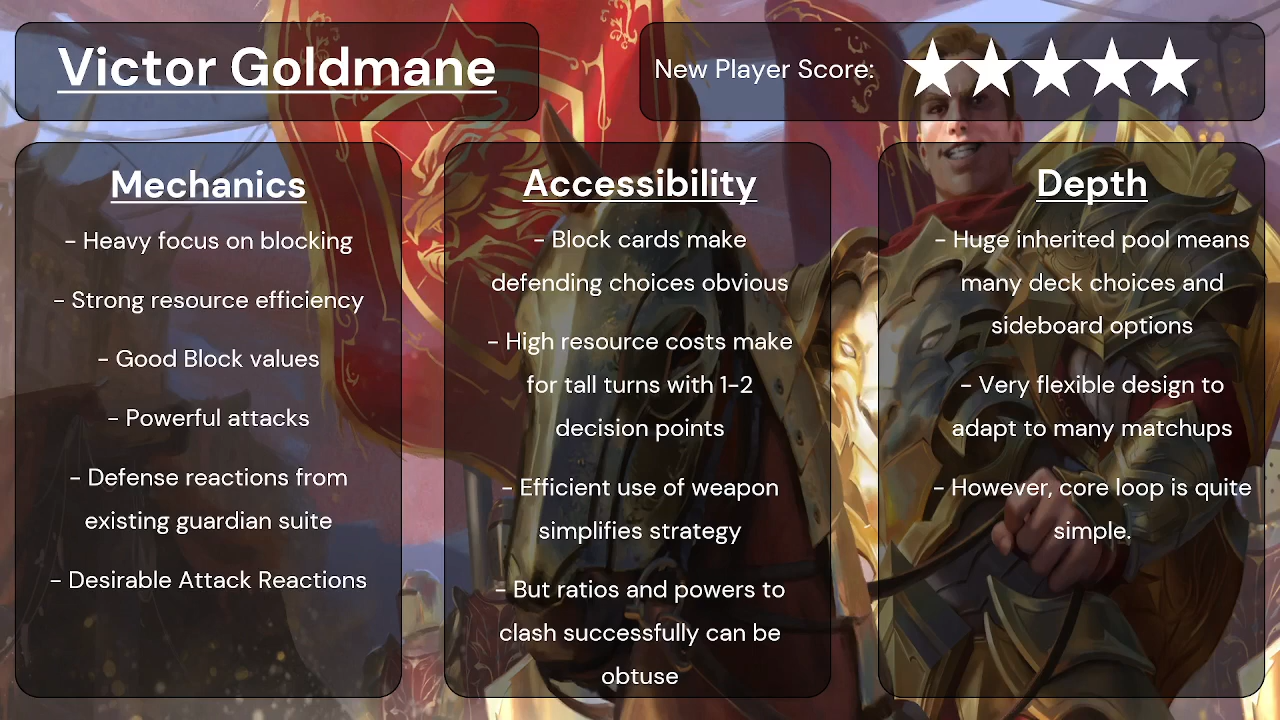 Victor Goldmane
New Player Score: ★★★★★
Mechanics
- Heavy focus on blocking
- Strong resource efficiency
- Good Block values
- Powerful attacks
- Defense reactions from
existing guardian suite
- Desirable Attack Reactions
Accessibility
- Block cards make
defending choices obvious
- High resource costs make
for tall turns with 1-2
decision points
- Efficient use of weapon
simplifies strategy
- But ratios and powers to
clash successfully can be
obtuse
Depth
- Huge inherited pool means
many deck choices and
sideboard options
- Very flexible design to
adapt to many matchups
- However, core loop is quite
simple.